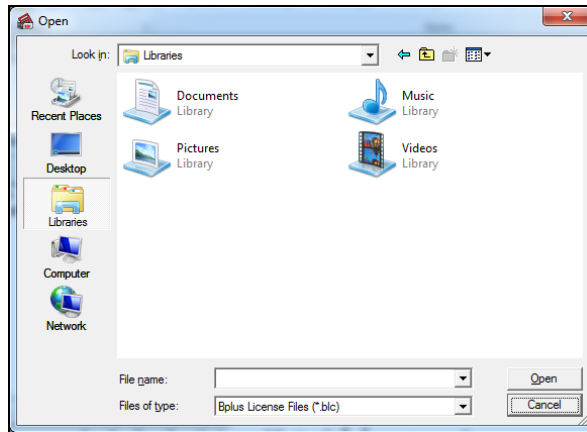 Open
Look in:
Libraries
Recent Places
Desktop
Libraries
Computer
Network
Documents
Library
Music
Library
Pictures
Library
Videos
Library
File name:
Open
Files of type:
Bplus License Files (*.blc)
Cancel